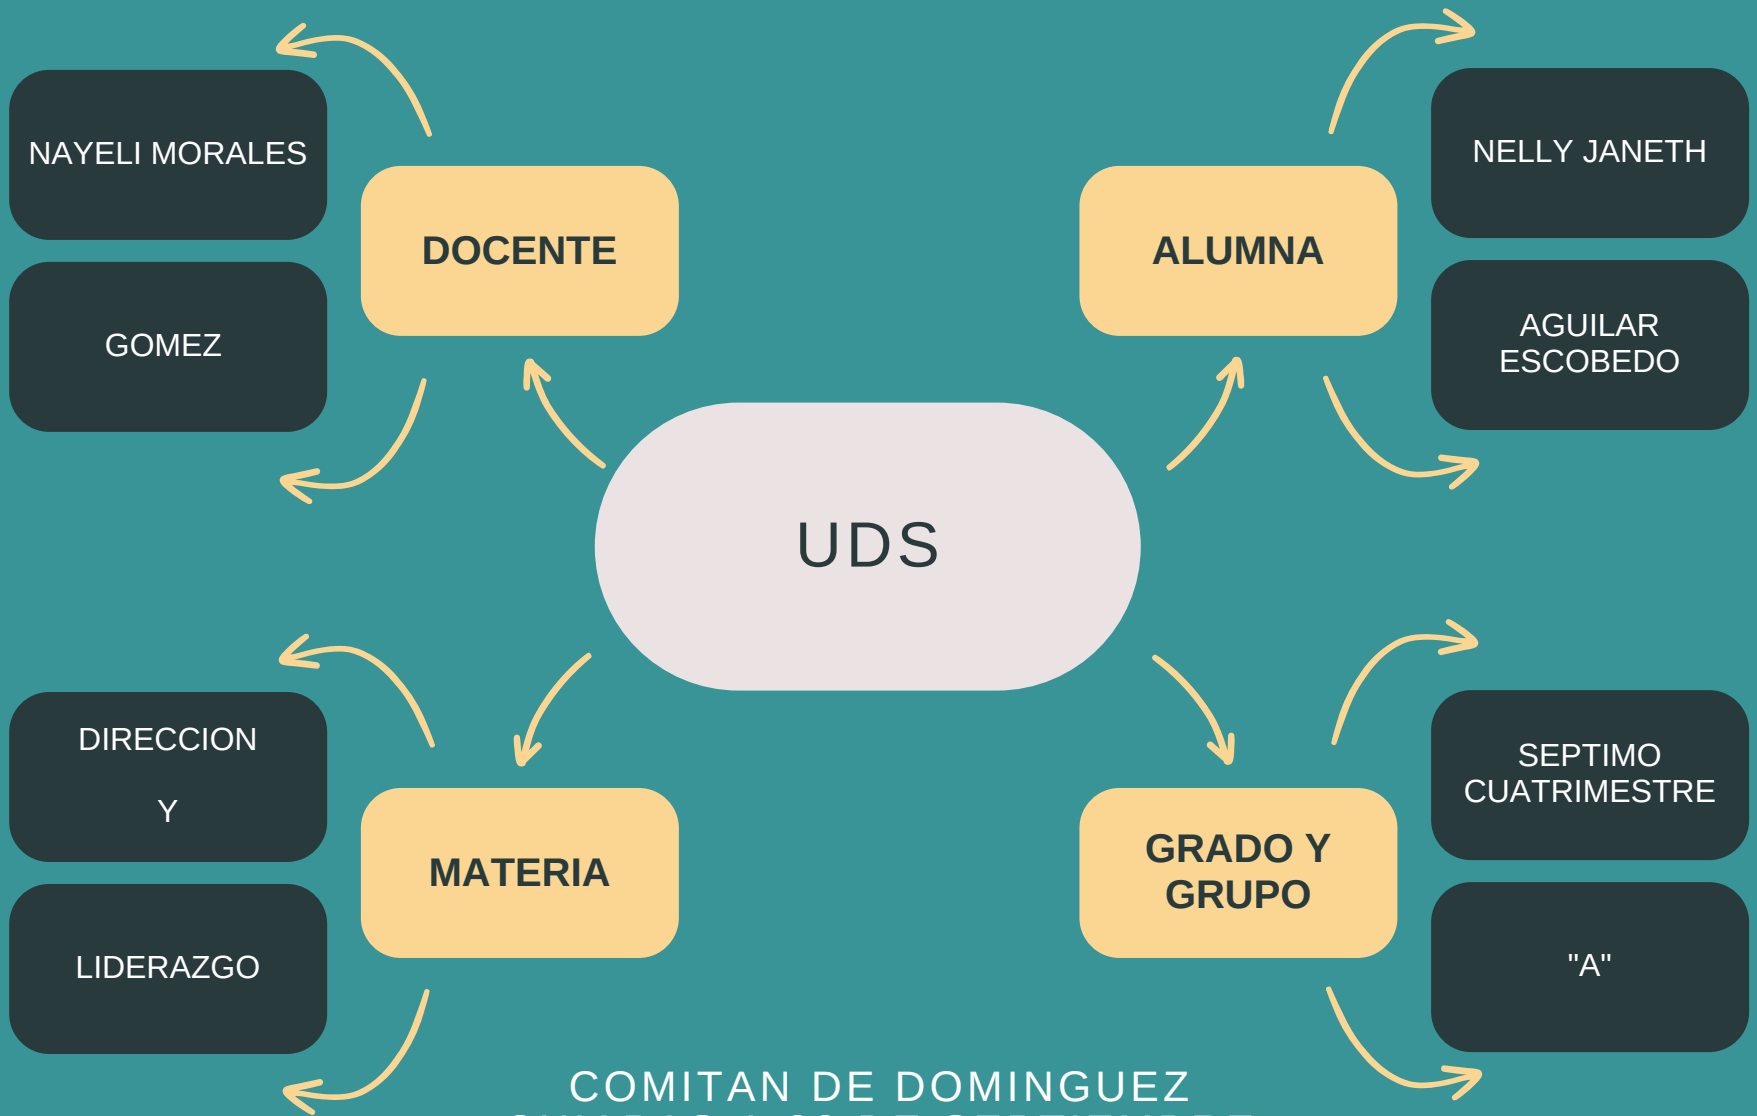 NAYELI MORALES
GOMEZ
DOCENTE
ALUMNA
NELLY JANETH
AGUILAR
ESCOBEDO
UDS
DIRECCION
Y
LIDERAZGO
MATERIA
GRADO Y
GRUPO
SEPTIMO
CUATRIMESTRE
"A"
COMITAN DE DOMINGUEZ